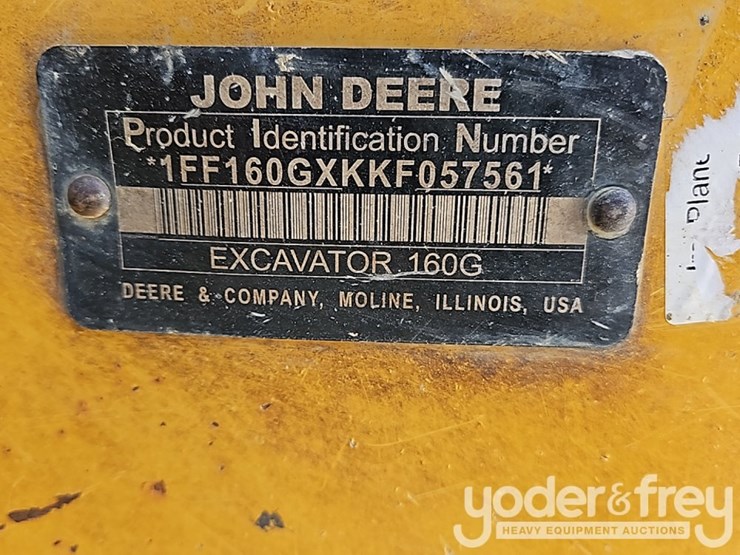 JOHN DEERE
Product Identification Number
*1FF160GXKKF057561*
EXCAVATOR 160G
DEERE & COMPANY, MOLINE, ILLINOIS, USA
Plant
yoder&frey
HEAVY EQUIPMENT AUCTIONS